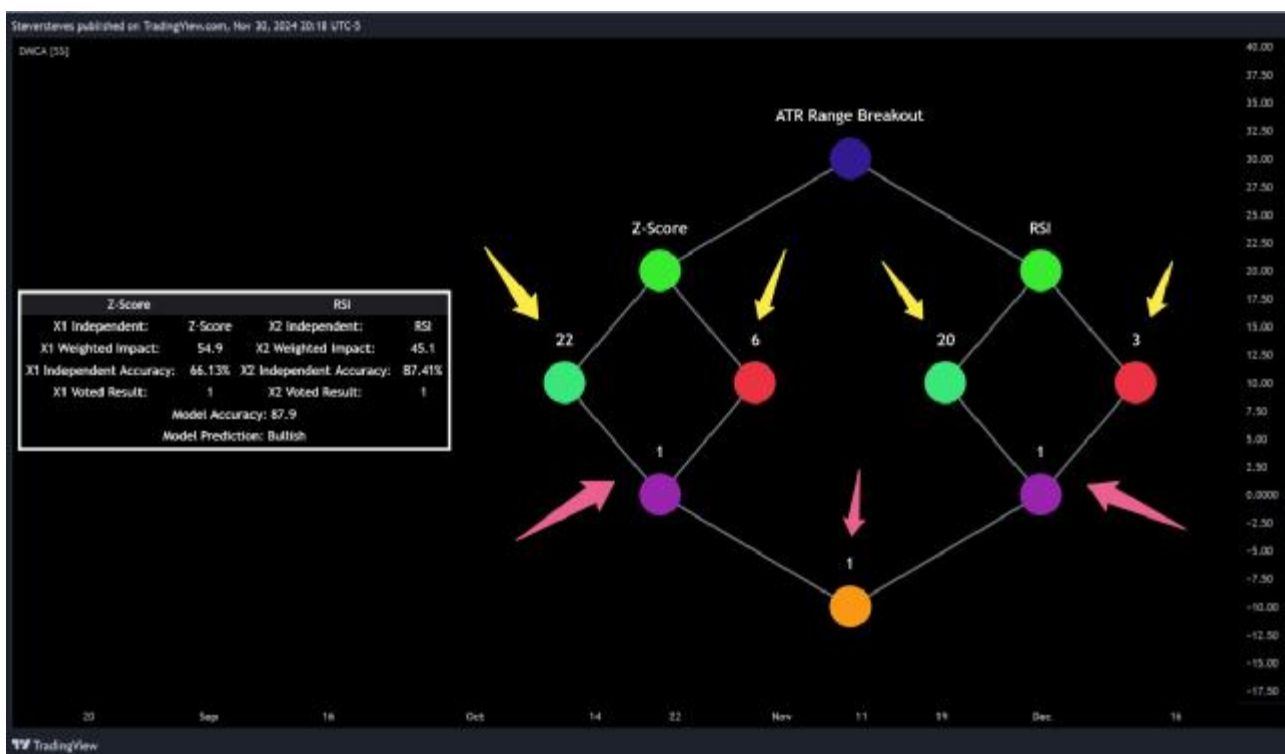 Steversteves published on TradingView.com, Nov 30, 2024 20:18 UTC-5
DWCA [SS]
ATR Range Breakout
Z-Score RSI
22 6 20 3
Z-Score RSI
X1 Independent: Z-Score X2 Independent: RSI
X1 Weighted Impact: 54.9 X2 Weighted Impact: 45.1
X1 Independent Accuracy: 66.13% X2 Independent Accuracy: 87.41%
X1 Voted Result: 1 X2 Voted Result: 1
Model Accuracy: 87.9
Model Prediction: Bullish
1 1
1
40.00
37.50
35.00
32.50
30.00
27.50
25.00
22.50
20.00
17.50
15.00
12.50
10.00
7.50
5.00
2.50
0.0000
-2.50
-5.00
-7.50
-10.00
-12.50
-15.00
-17.50
20 Sep 16 Oct 14 22 Nov 11 19 Dec 16
TradingView